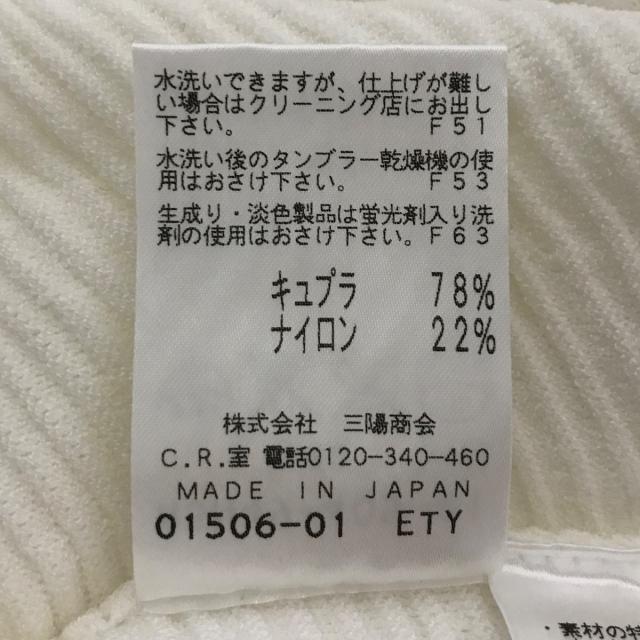 水洗いできますが、仕上げが難し
い場合はクリーニング店にお出し
下さい。 F51
水洗い後のタンブラー乾燥機の使
用はおさけ下さい。 F53
生成り・淡色製品は蛍光剤入り洗
剤の使用はおさけ下さい。F63
キュプラ 78%
ナイロン 22%
株式会社 三陽商会
C.R.室 電話0120-340-460
MADE IN JAPAN
01506-01 ETY
・素材の特